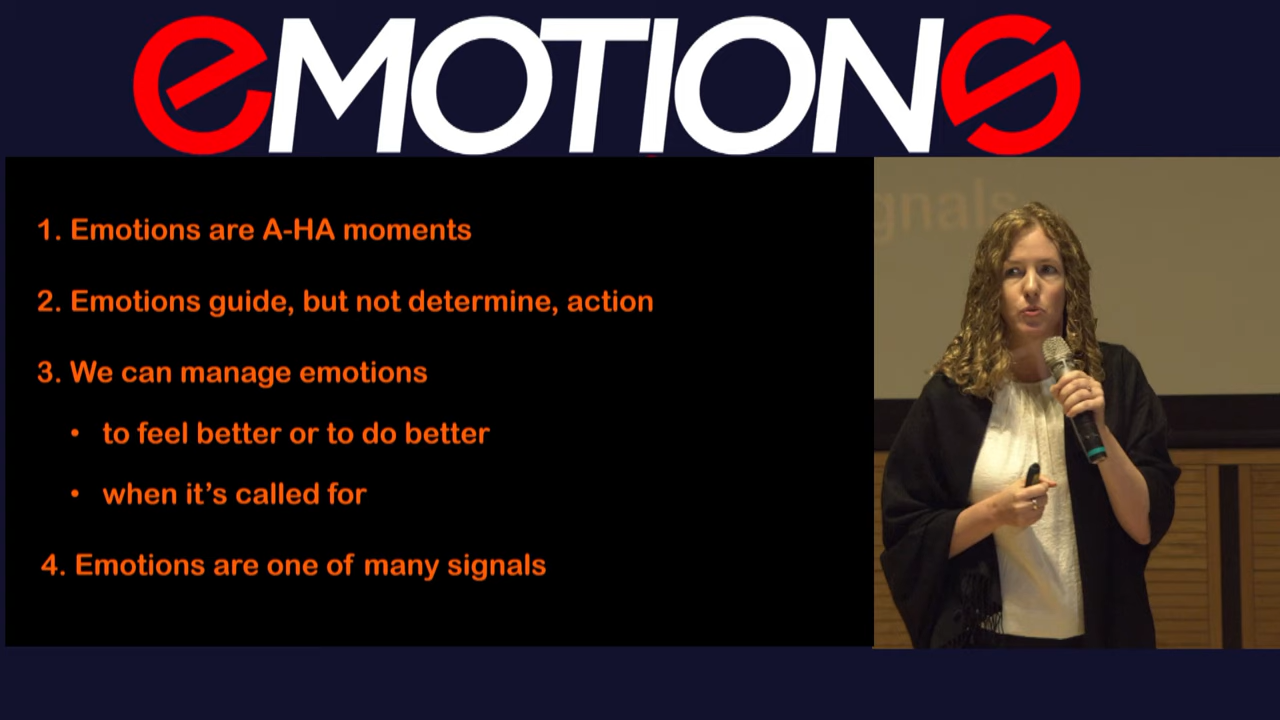 eMOTIONS
1. Emotions are A-HA moments
2. Emotions guide, but not determine, action
3. We can manage emotions
• to feel better or to do better
• when it’s called for
4. Emotions are one of many signals
gnals